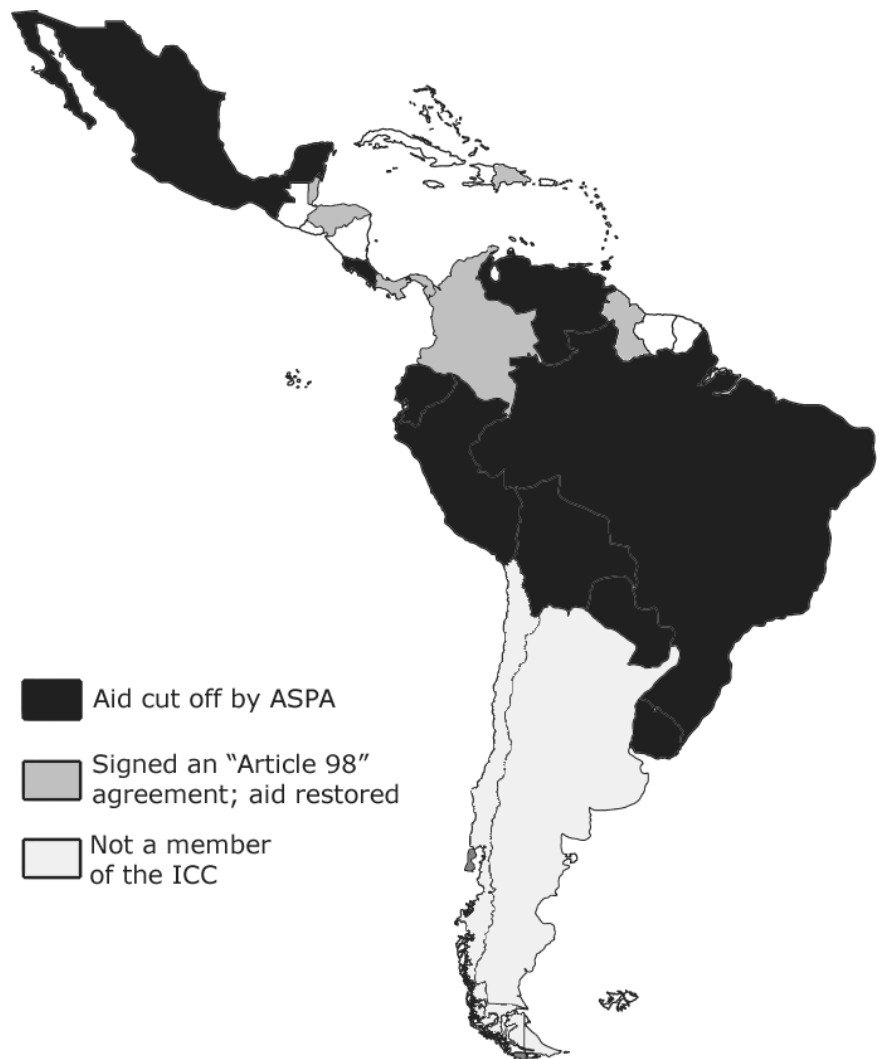 Aid cut off by ASPA
Signed an “Article 98”
agreement; aid restored
Not a member
of the ICC